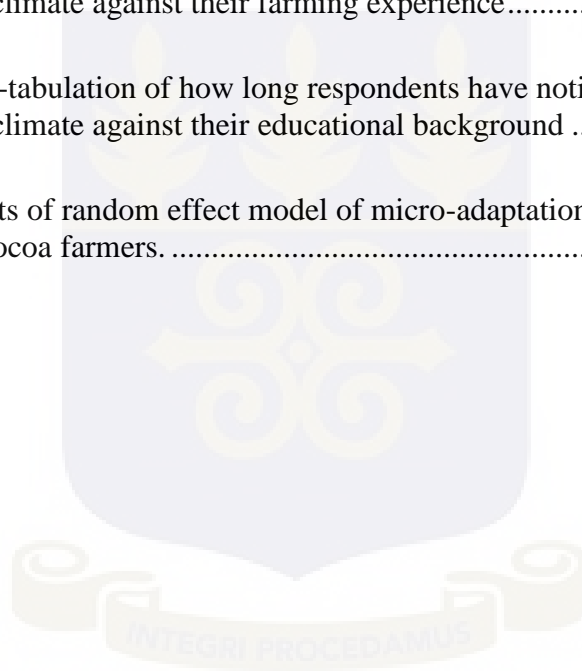 climate against their farming experience..........
-tabulation of how long respondents have noti
climate against their educational background ..
ts of random effect model of micro-adaptation
ocoa farmers. ..........................................
INTEGRI PROCEDAMUS